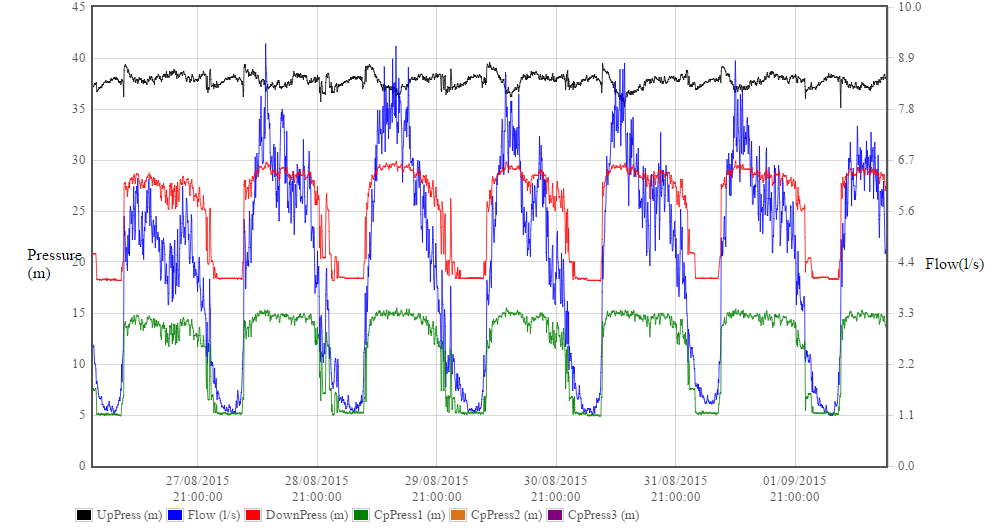 45 10.0
40 8.9
35 7.8
30 6.7
25 5.6
Pressure
(m)
20 4.4
Flow(l/s)
15 3.3
10 2.2
5 1.1
0 0.0
27/08/2015 28/08/2015 29/08/2015 30/08/2015 31/08/2015 01/09/2015
21:00:00 21:00:00 21:00:00 21:00:00 21:00:00 21:00:00
UpPress (m) Flow (l/s) DownPress (m) CpPress1 (m) CpPress2 (m) CpPress3 (m)